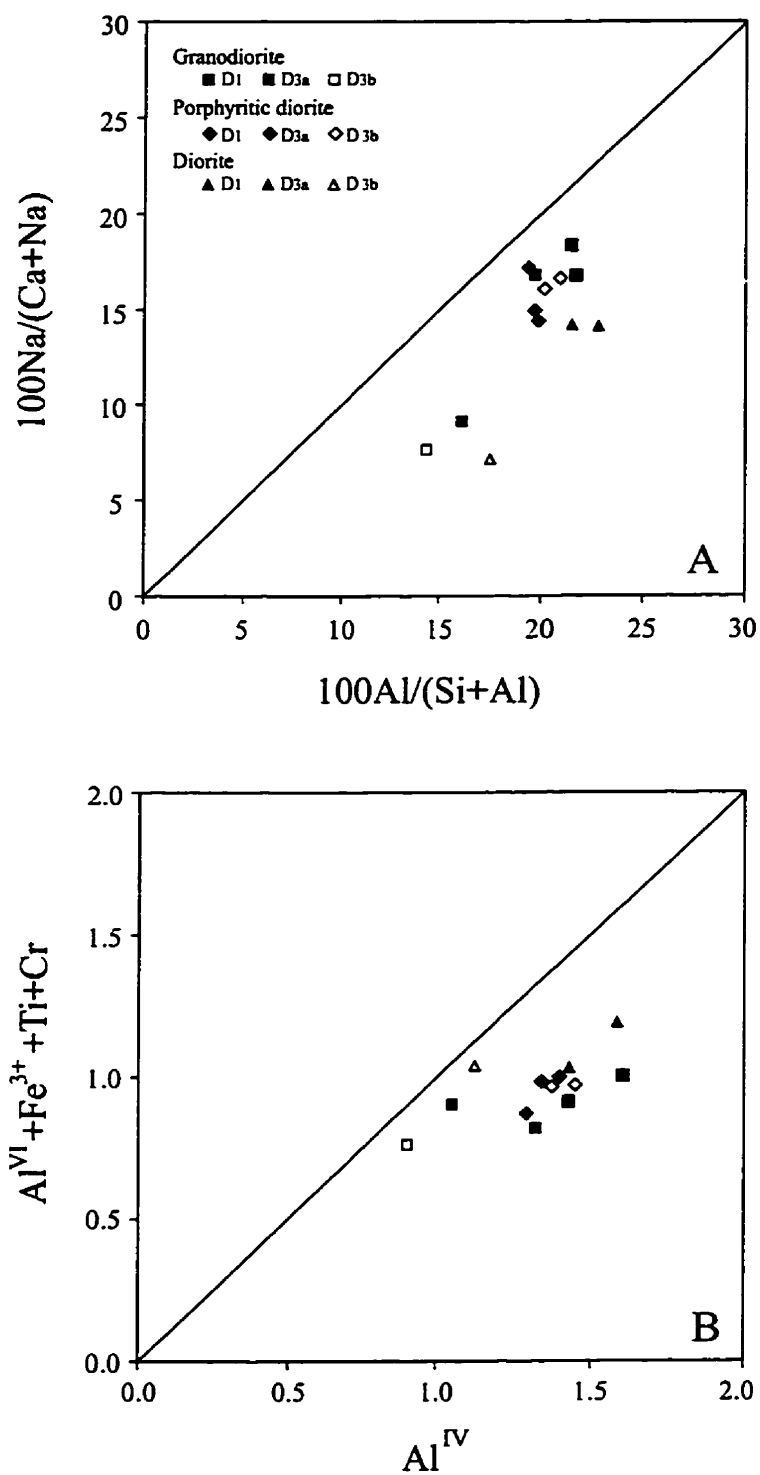 30
25
20
15
10
5
0
100Na/(Ca+Na)
Granodiorite
D1 D3a D3b
Porphyritic diorite
D1 D3a D3b
Diorite
D1 D3a D3b
A
0 5 10 15 20 25 30
100Al/(Si+Al)
2.0
1.5
1.0
0.5
0.0
Al^VI+Fe^3++Ti+Cr
B
0.0 0.5 1.0 1.5 2.0
Al^IV